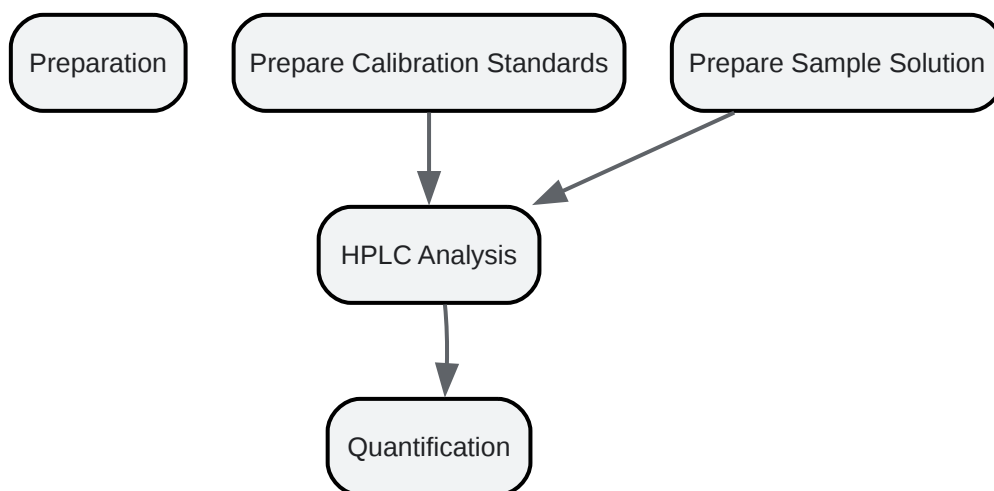 Preparation
Prepare Calibration Standards
Prepare Sample Solution
HPLC Analysis
Quantification